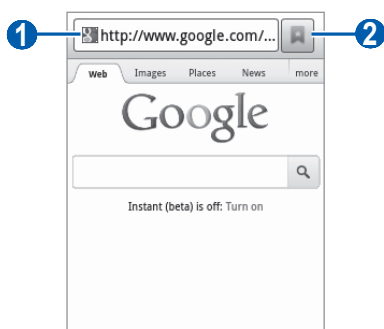 1 http://www.google.com/... 2
Web Images Places News more
Google
Instant (beta) is off: Turn on